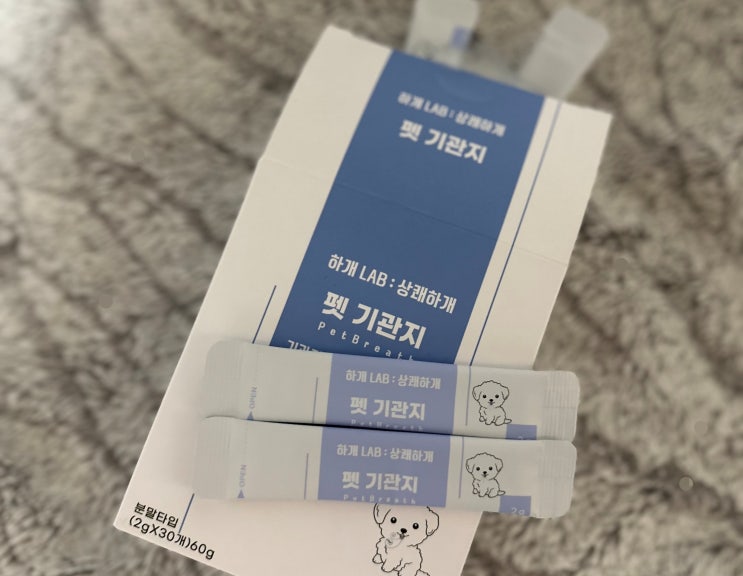 하개 LAB : 상쾌하개
펫 기관지
하개 LAB : 상쾌하개
펫 기관지
PetBreath
OPEN
하개 LAB : 상쾌하개
펫 기관지
PetBreath
OPEN
하개 LAB : 상쾌하개
펫 기관지
PetBreath
2g
분말타입
(2gX30개)60g